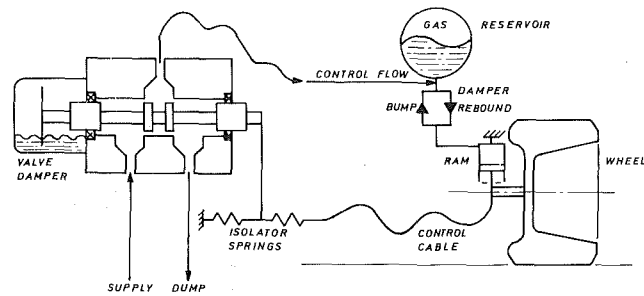 GAS
RESERVOIR
CONTROL FLOW
DAMPER
BUMP
REBOUND
VALVE
DAMPER
RAM
WHEEL
ISOLATOR
SPRINGS
CONTROL
CABLE
SUPPLY
DUMP